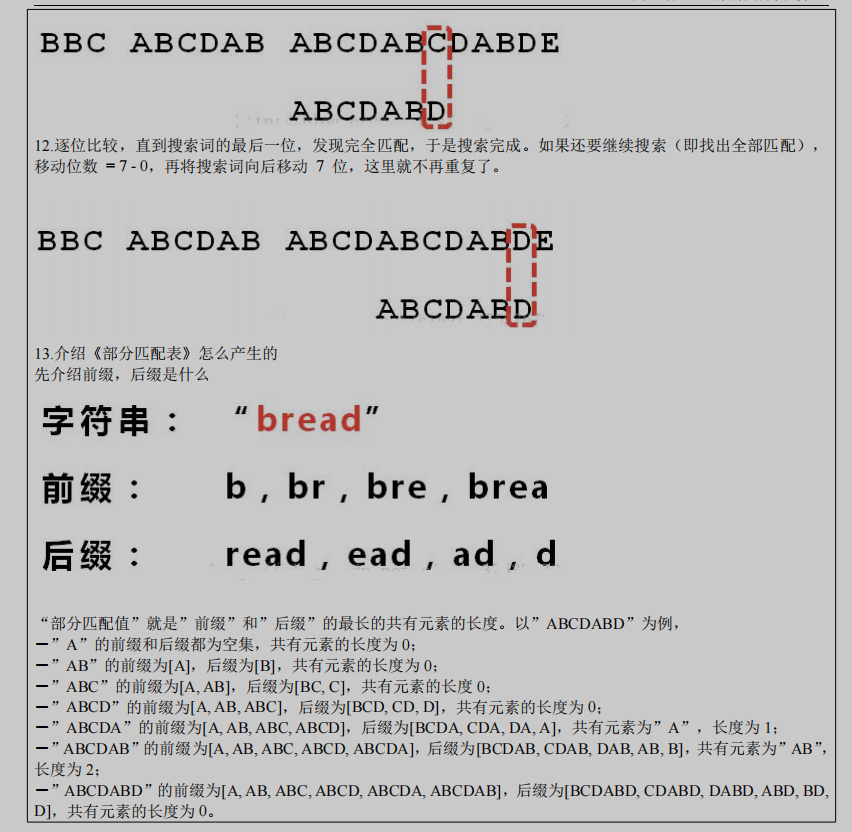 BBC ABCDAB ABCDABCDABDE
ABCDABD
12.逐位比较，直到搜索词的最后一位，发现完全匹配，于是搜索完成。如果还要继续搜索（即找出全部匹配），
移动位数 = 7 - 0，再将搜索词向后移动 7 位，这里就不再重复了。
BBC ABCDAB ABCDABCDABDE
ABCDABD
13.介绍《部分匹配表》怎么产生的
先介绍前缀，后缀是什么
字符串： “bread”
前缀： b , br , bre , brea
后缀： read , ead , ad , d
“部分匹配值”就是”前缀”和”后缀”的最长的共有元素的长度。以”ABCDABD”为例，
－”A”的前缀和后缀都为空集，共有元素的长度为 0；
－”AB”的前缀为[A]，后缀为[B]，共有元素的长度为 0；
－”ABC”的前缀为[A, AB]，后缀为[BC, C]，共有元素的长度 0；
－”ABCD”的前缀为[A, AB, ABC]，后缀为[BCD, CD, D]，共有元素的长度为 0；
－”ABCDA”的前缀为[A, AB, ABC, ABCD]，后缀为[BCDA, CDA, DA, A]，共有元素为”A”，长度为 1；
－”ABCDAB”的前缀为[A, AB, ABC, ABCD, ABCDA]，后缀为[BCDAB, CDAB, DAB, AB, B]，共有元素为”AB”，
长度为 2；
－”ABCDABD”的前缀为[A, AB, ABC, ABCD, ABCDA, ABCDAB]，后缀为[BCDABD, CDABD, DABD, ABD, BD,
D]，共有元素的长度为 0。